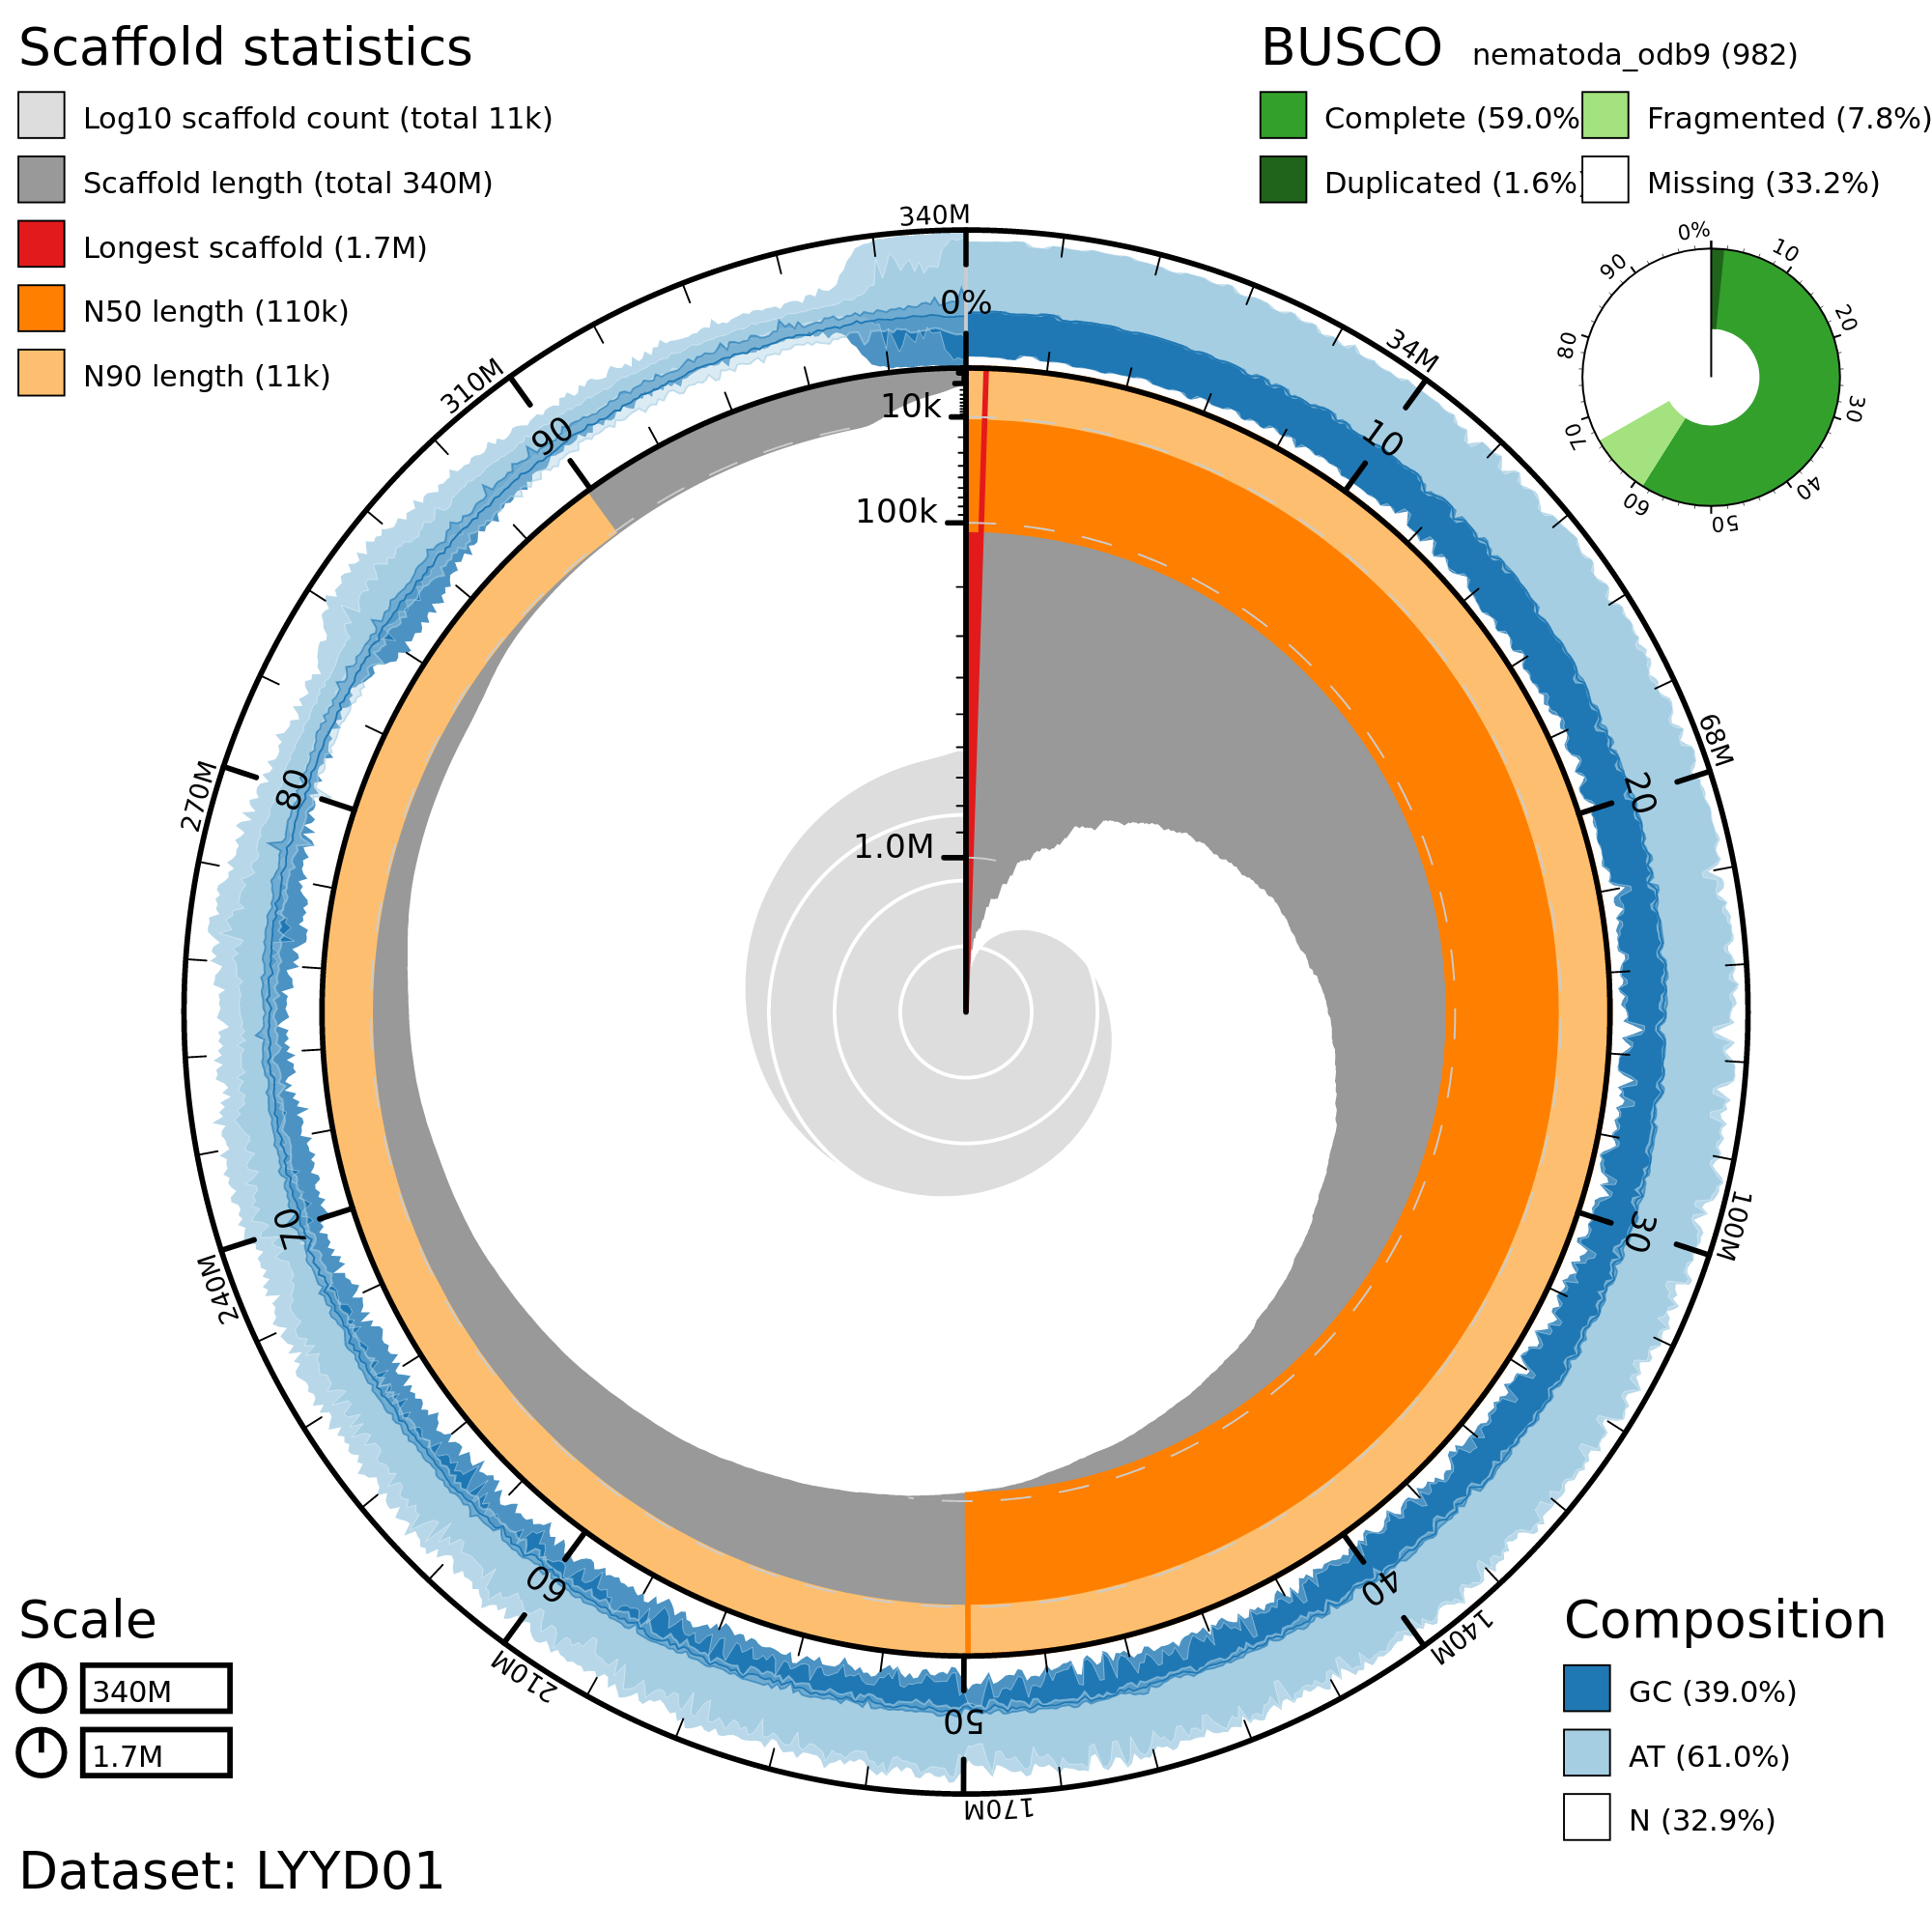 Scaffold statistics
Log10 scaffold count (total 11k)
Scaffold length (total 340M)
Longest scaffold (1.7M)
N50 length (110k)
N90 length (11k)
BUSCO nematoda_odb9 (982)
Complete (59.0%
Fragmented (7.8%)
Duplicated (1.6%)
Missing (33.2%)
0%
10
20
30
40
50
60
70
80
90
340M
34M
68M
100M
140M
170M
210M
240M
270M
310M
0%
10
20
30
40
50
60
70
80
90
10k
100k
1.0M
Scale
340M
1.7M
Composition
GC (39.0%)
AT (61.0%)
N (32.9%)
Dataset: LYYD01